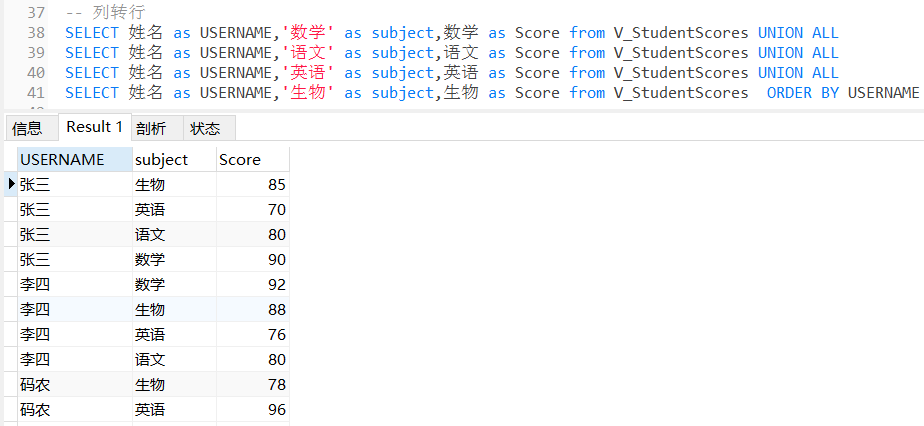 37 -- 列转行
38 SELECT 姓名 as USERNAME,'数学' as subject,数学 as Score from V_StudentScores UNION ALL
39 SELECT 姓名 as USERNAME,'语文' as subject,语文 as Score from V_StudentScores UNION ALL
40 SELECT 姓名 as USERNAME,'英语' as subject,英语 as Score from V_StudentScores UNION ALL
41 SELECT 姓名 as USERNAME,'生物' as subject,生物 as Score from V_StudentScores  ORDER BY USERNAME
信息 Result 1 剖析 状态
USERNAME subject Score
张三 生物 85
张三 英语 70
张三 语文 80
张三 数学 90
李四 数学 92
李四 生物 88
李四 英语 76
李四 语文 80
码农 生物 78
码农 英语 96